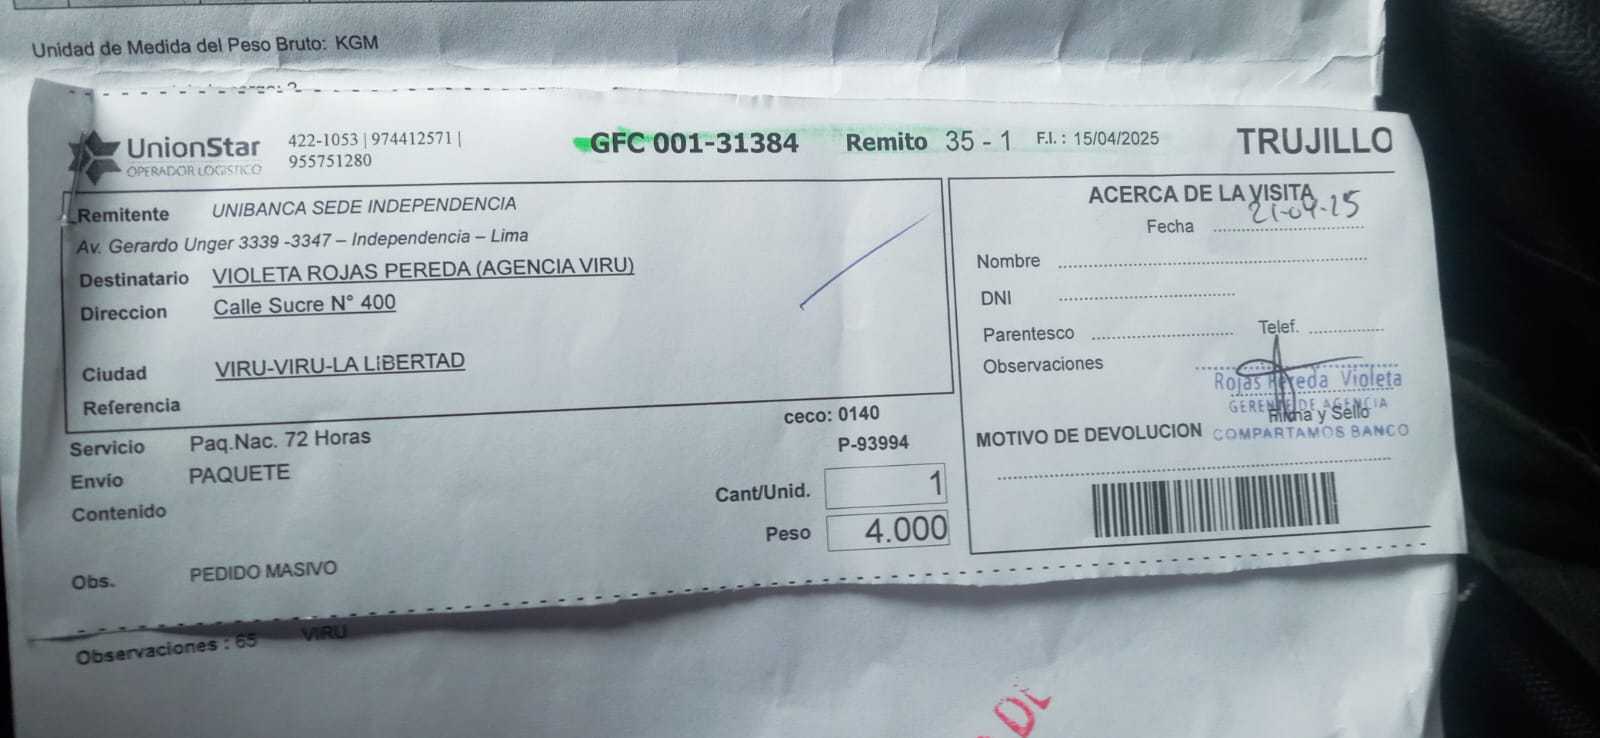 Unidad de Medida del Peso Bruto: KGM
UnionStar
OPERADOR LOGISTICO
422-1053 | 974412571 |
955751280
GFC 001-31384 Remito 35 - 1 F.I. : 15/04/2025 TRUJILLO
Remitente UNIBANCA SEDE INDEPENDENCIA
Av. Gerardo Unger 3339 -3347 – Independencia – Lima
Destinatario VIOLETA ROJAS PEREDA (AGENCIA VIRU)
Direccion Calle Sucre N° 400
Ciudad VIRU-VIRU-LA LIBERTAD
Referencia
Servicio Paq.Nac. 72 Horas
Envío PAQUETE
Contenido
Obs. PEDIDO MASIVO
ceco: 0140
P-93994
Cant/Unid. 1
Peso 4.000
ACERCA DE LA VISITA
Fecha 21-04-25
Nombre
DNI
Parentesco Telef.
Observaciones
Rojas Pereda Violeta
GERENTE DE AGENCIA
Firma y Sello
COMPARTAMOS BANCO
MOTIVO DE DEVOLUCION
Observaciones : 65 VIRU
DE